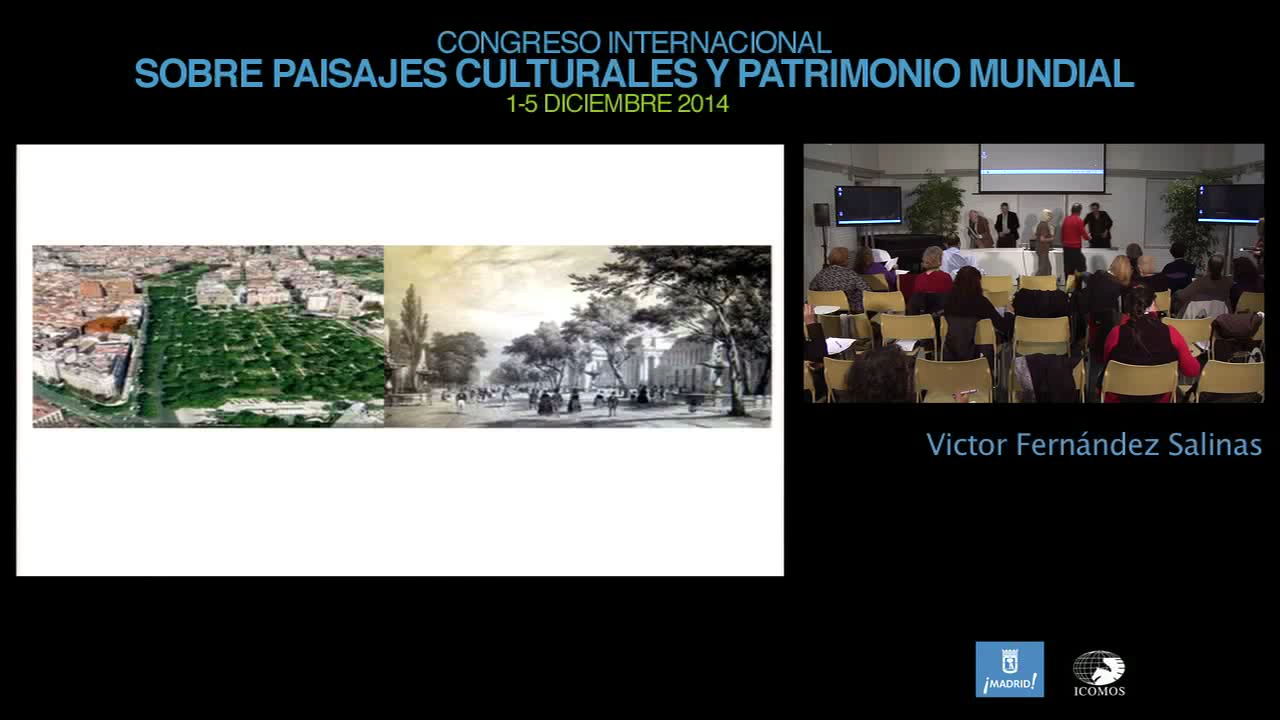 CONGRESO INTERNACIONAL
SOBRE PAISAJES CULTURALES Y PATRIMONIO MUNDIAL
1-5 DICIEMBRE 2014
Victor Fernández Salinas
¡MADRID!
ICOMOS